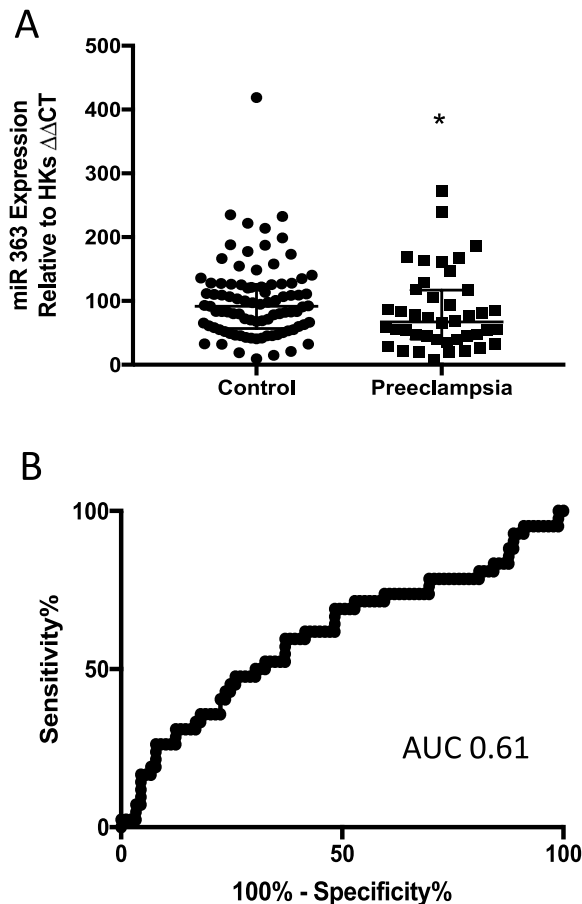 A
miR 363 Expression
Relative to HKs ΔΔCT
500
400
300
200
100
0
*
Control
Preeclampsia
B
Sensitivity%
100
50
0
AUC 0.61
0
50
100
100% - Specificity%